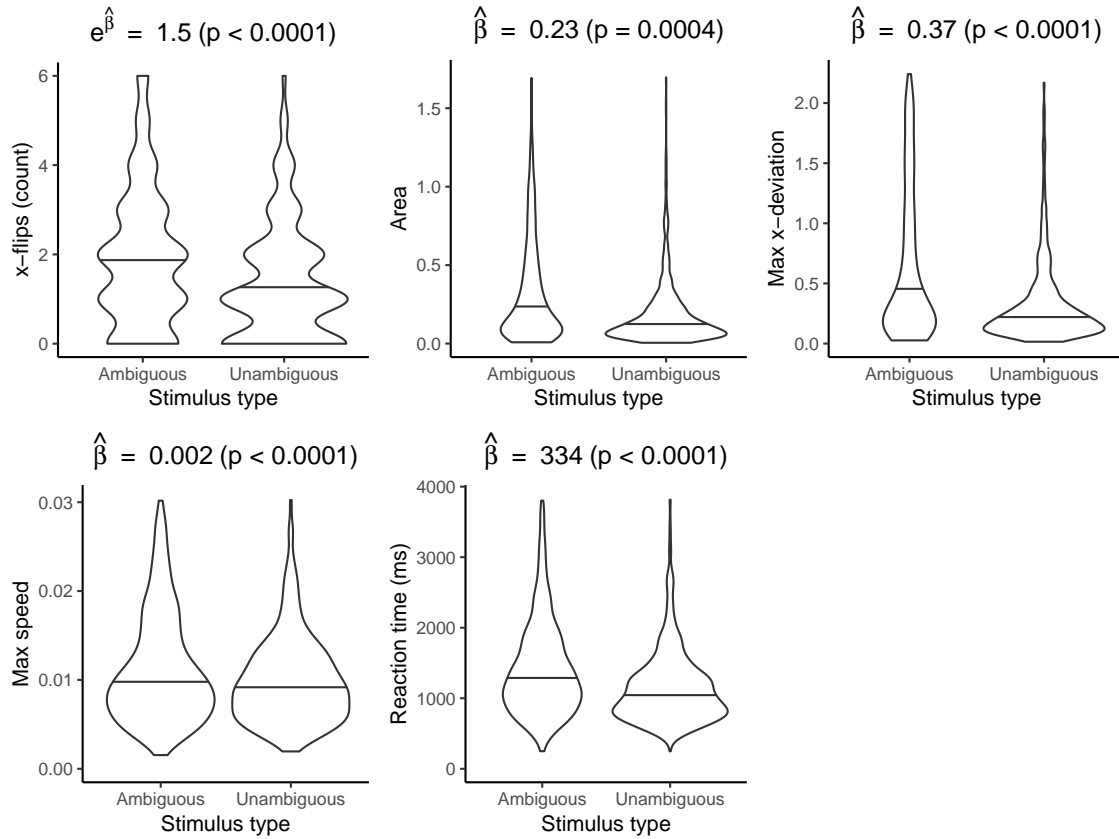 e^β̂ = 1.5 (p < 0.0001)
x−flips (count)
6
4
2
0
Ambiguous Unambiguous
Stimulus type
β̂ = 0.23 (p = 0.0004)
Area
1.5
1.0
0.5
0.0
Ambiguous Unambiguous
Stimulus type
β̂ = 0.37 (p < 0.0001)
Max x−deviation
2.0
1.5
1.0
0.5
0.0
Ambiguous Unambiguous
Stimulus type
β̂ = 0.002 (p < 0.0001)
Max speed
0.03
0.02
0.01
0.00
Ambiguous Unambiguous
Stimulus type
β̂ = 334 (p < 0.0001)
Reaction time (ms)
4000
3000
2000
1000
0
Ambiguous Unambiguous
Stimulus type